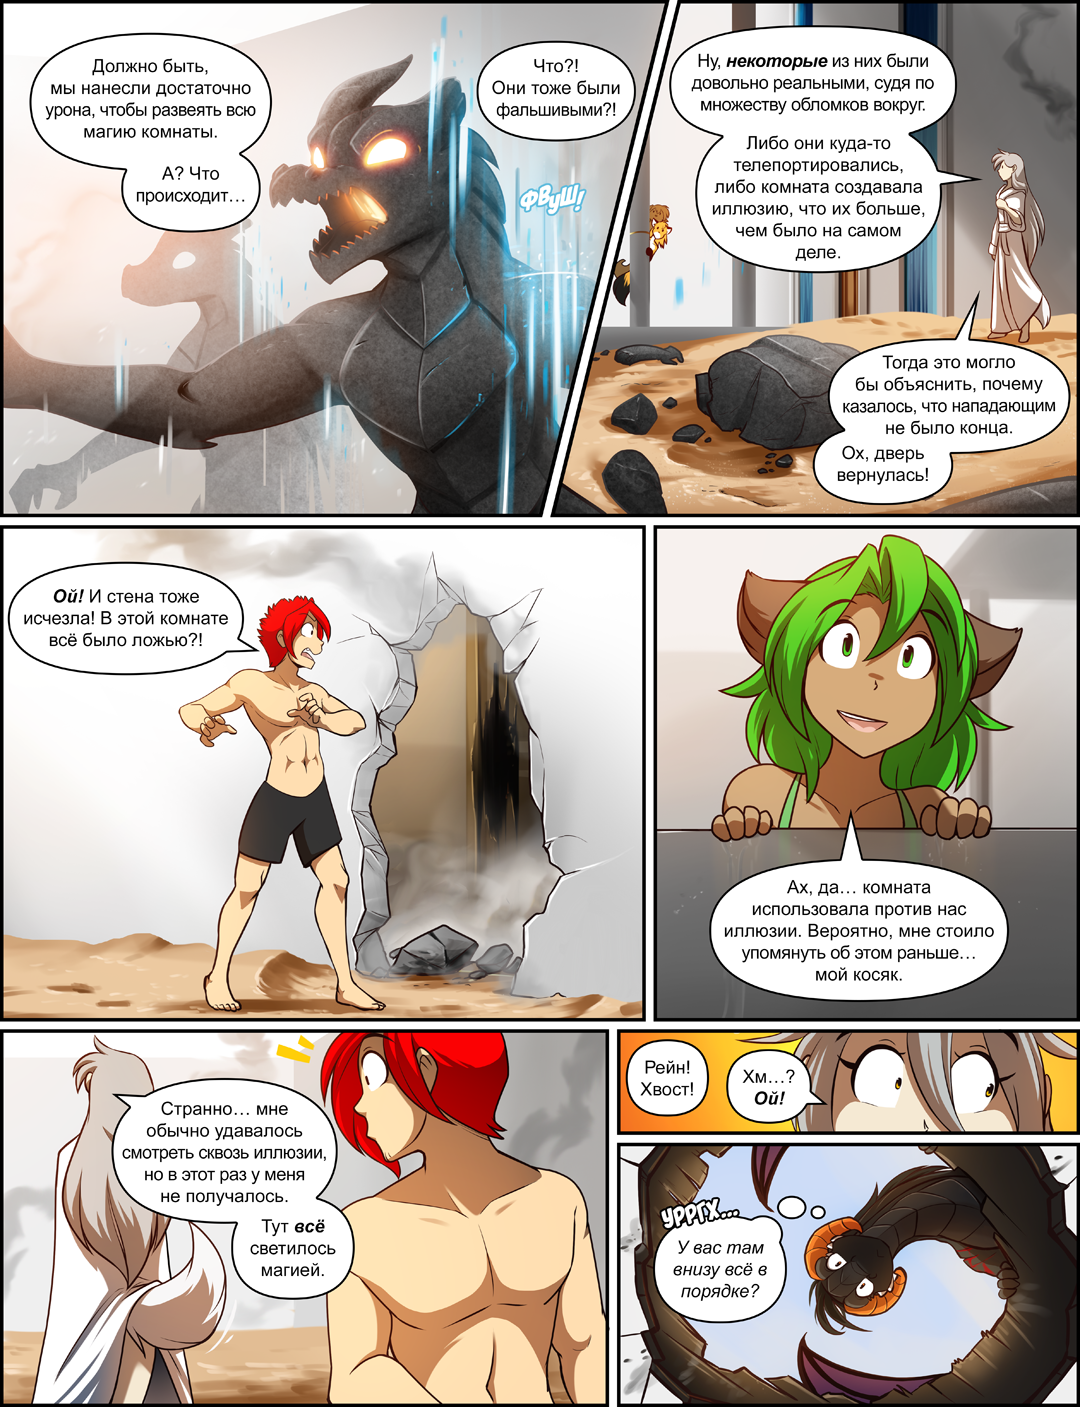 Должно быть,
мы нанесли достаточно
урона, чтобы развеять всю
магию комнаты.
А? Что
происходит...
Что?!
Они тоже были
фальшивыми?!
ФВуШ!
Ну, некоторые из них были
довольно реальными, судя по
множеству обломков вокруг.
Либо они куда-то
телепортировались,
либо комната создавала
иллюзию, что их больше,
чем было на самом
деле.
Тогда это могло
бы объяснить, почему
казалось, что нападающим
не было конца.
Ох, дверь
вернулась!
Ой! И стена тоже
исчезла! В этой комнате
всё было ложью?!
Ах, да... комната
использовала против нас
иллюзии. Вероятно, мне стоило
упомянуть об этом раньше...
мой косяк.
Странно... мне
обычно удавалось
смотреть сквозь иллюзии,
но в этот раз у меня
не получалось.
Тут всё
светилось
магией.
Рейн!
Хвост!
Хм...?
Ой!
УРРГХ...
У вас там
внизу всё в
порядке?